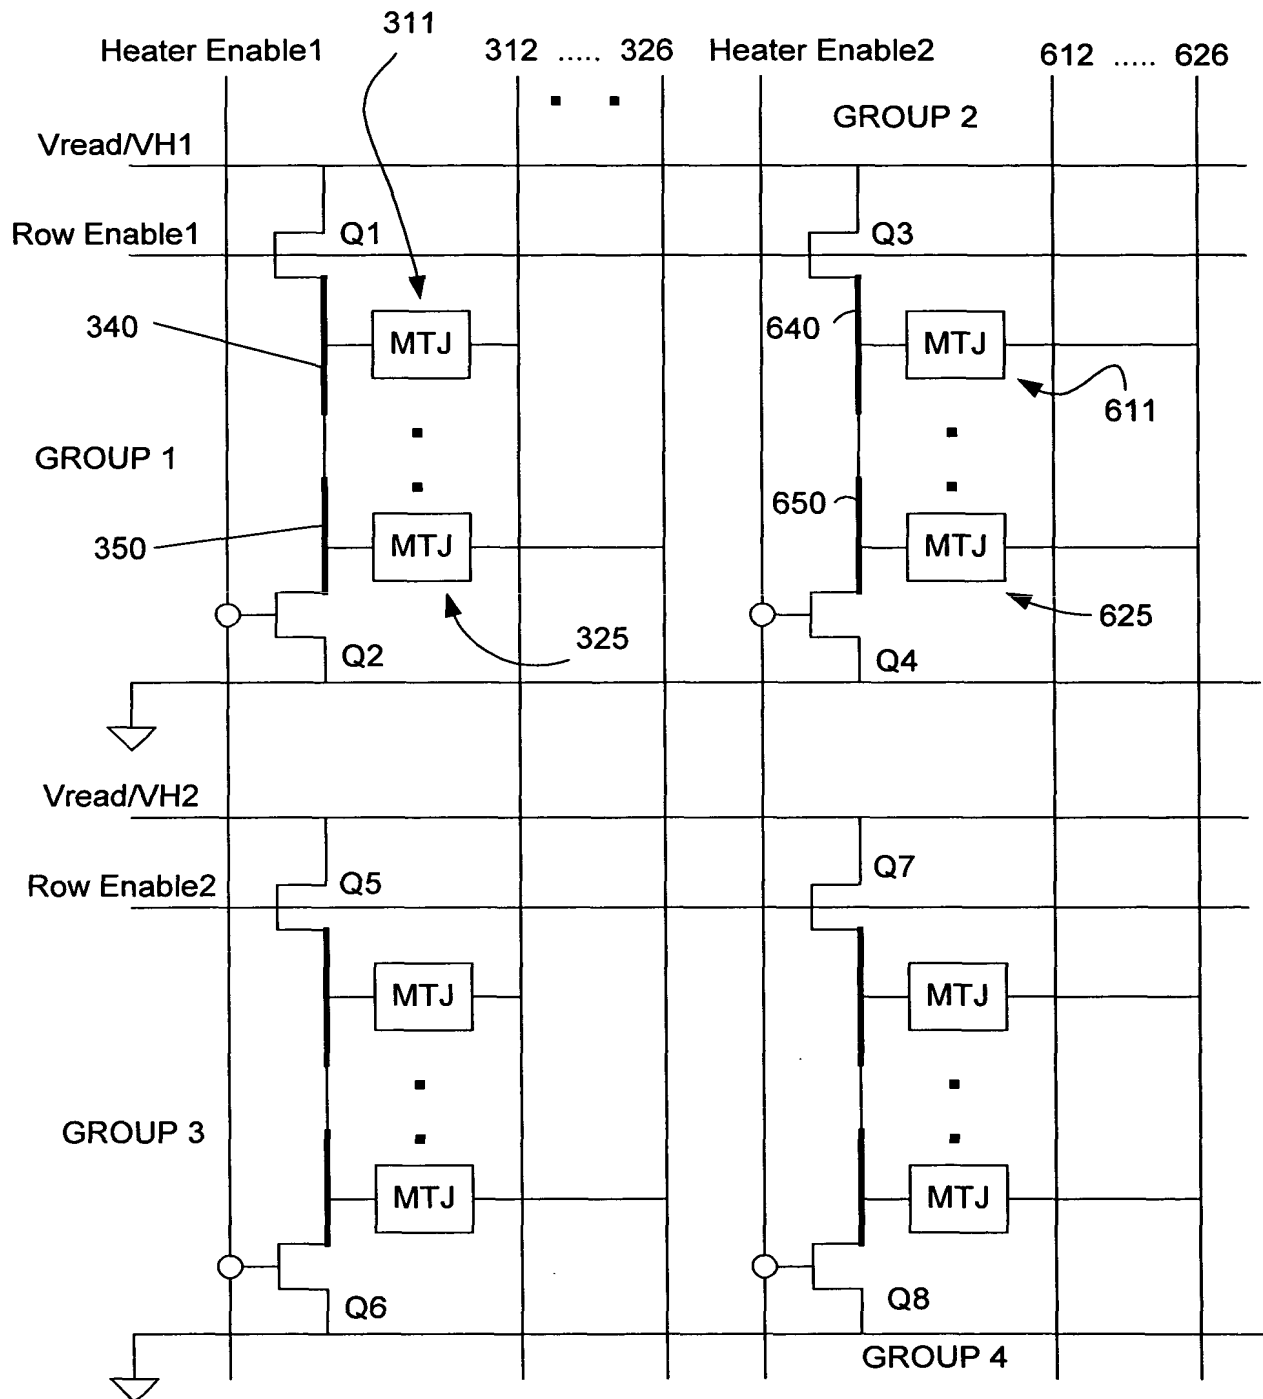 311
Heater Enable1
312 ..... 326
Heater Enable2
612 ..... 626
GROUP 2
Vread/VH1
Row Enable1
Q1
Q3
340
MTJ
640
MTJ
611
GROUP 1
350
MTJ
650
MTJ
325
625
Q2
Q4
Vread/VH2
Row Enable2
Q5
Q7
MTJ
MTJ
GROUP 3
MTJ
MTJ
Q6
Q8
GROUP 4